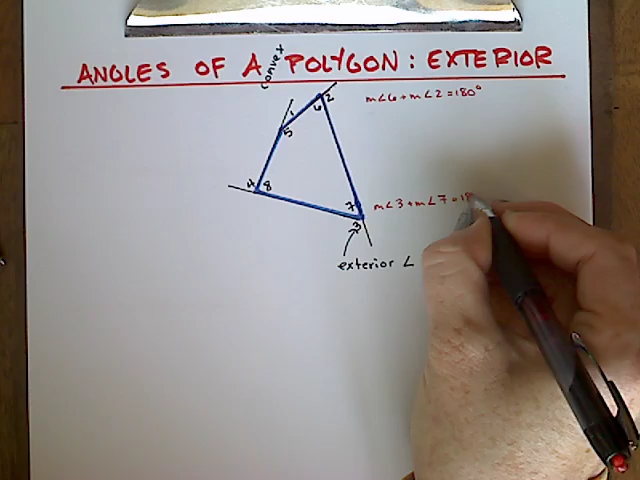 convex
ANGLES OF A POLYGON : EXTERIOR
1
6 2
m∠6 + m∠2 = 180°
5
4 8
7
m∠3 + m∠7 = 18
3
exterior ∠